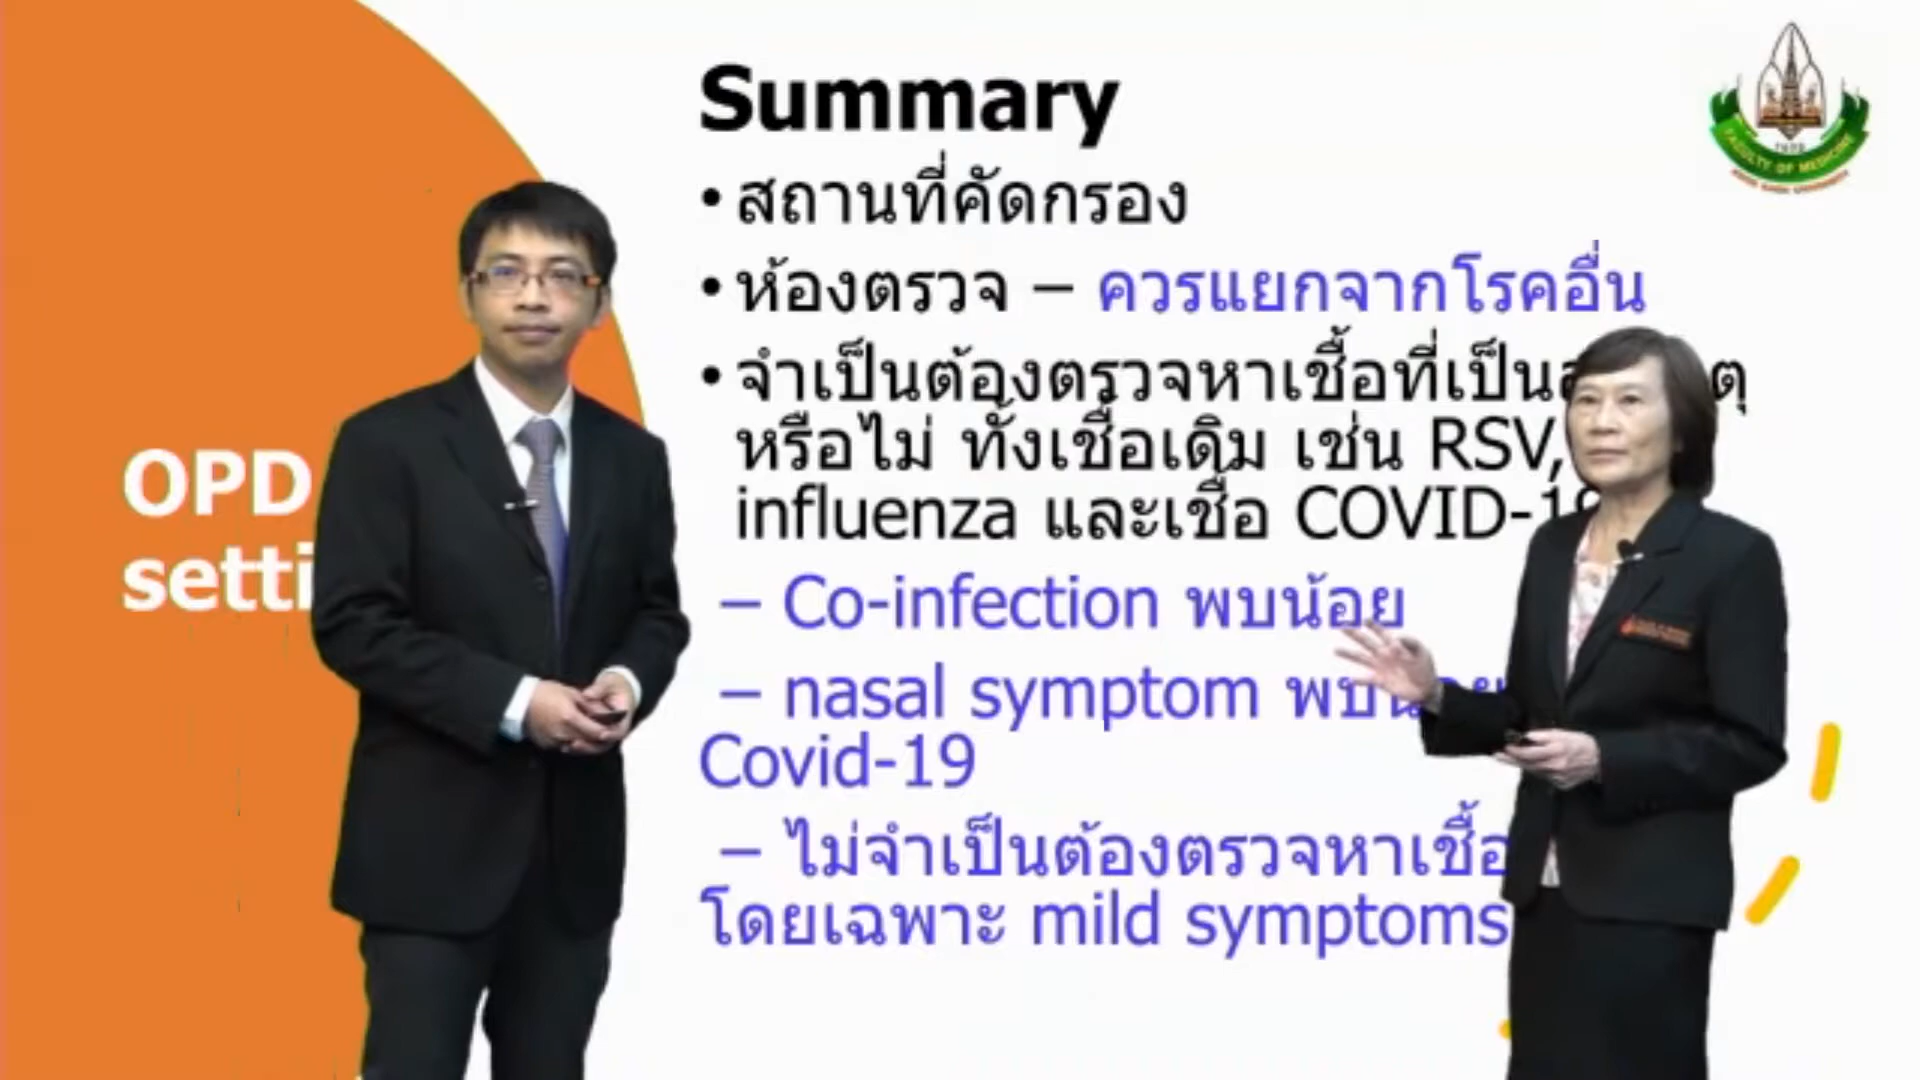 Summary
• สถานที่คัดกรอง
• ห้องตรวจ – ควรแยกจากโรคอื่น
• จำเป็นต้องตรวจหาเชื้อที่เป็น
หรือไม่ ทั้งเชื้อเดิม เช่น RSV,
influenza และเชื้อ COVID-19
– Co-infection พบน้อย
– nasal symptom
Covid-19
– ไม่จำเป็นต้องตรวจหาเชื้อ
โดยเฉพาะ mild symptoms
OPD
FACULTY OF MEDICINE